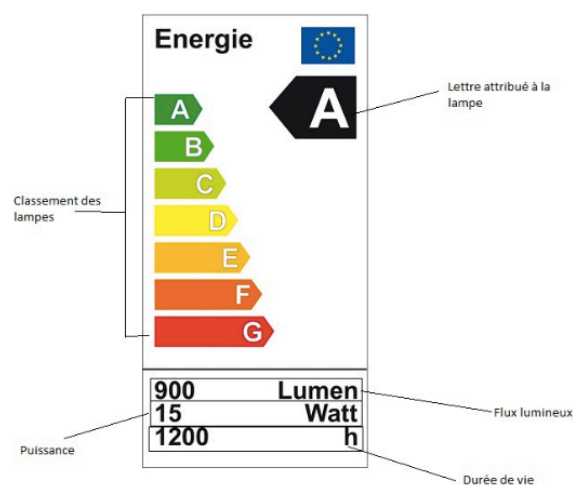 Energie
Lettre attribué à la
lampe
A
A
B
C
D
E
F
G
Classement des
lampes
900 Lumen
15 Watt
1200 h
Flux lumineux
Puissance
Durée de vie